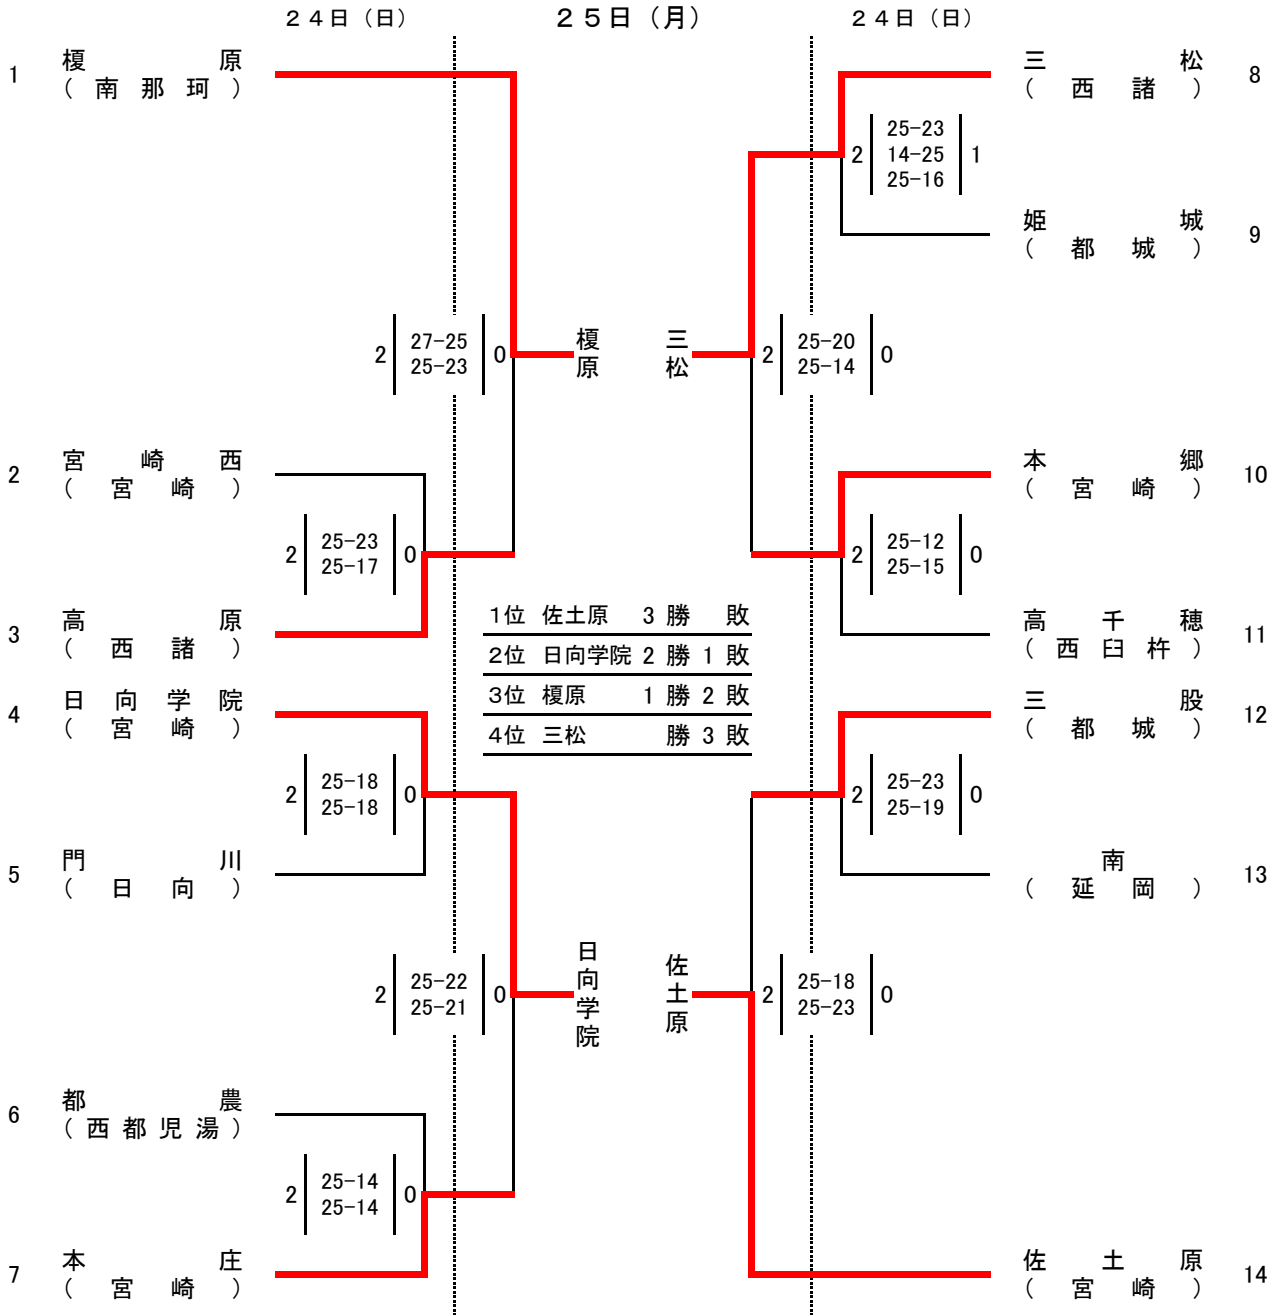 ２４日（日）
２５日（月）
２４日（日）
1 榎原
（南那珂）
2 27-25 0
25-23
榎原
2 宮崎西
（宮崎）
2 25-23 0
25-17
3 高原
（西諸）
4 日向学院
（宮崎）
2 25-18 0
25-18
5 門川
（日向）
2 25-22 0
25-21
日向学院
6 都農
（西都児湯）
2 25-14 0
25-14
7 本庄
（宮崎）
1位 佐土原 3 勝 敗
2位 日向学院 2 勝 1 敗
3位 榎原 1 勝 2 敗
4位 三松 勝 3 敗
三松 8
（西諸）
25-23
2 14-25 1
25-16
姫城 9
（都城）
三松
2 25-20 0
25-14
本郷 10
（宮崎）
2 25-12 0
25-15
高千穂 11
（西臼杵）
三股 12
（都城）
2 25-23 0
25-19
南 13
（延岡）
佐土原
2 25-18 0
25-23
佐土原 14
（宮崎）